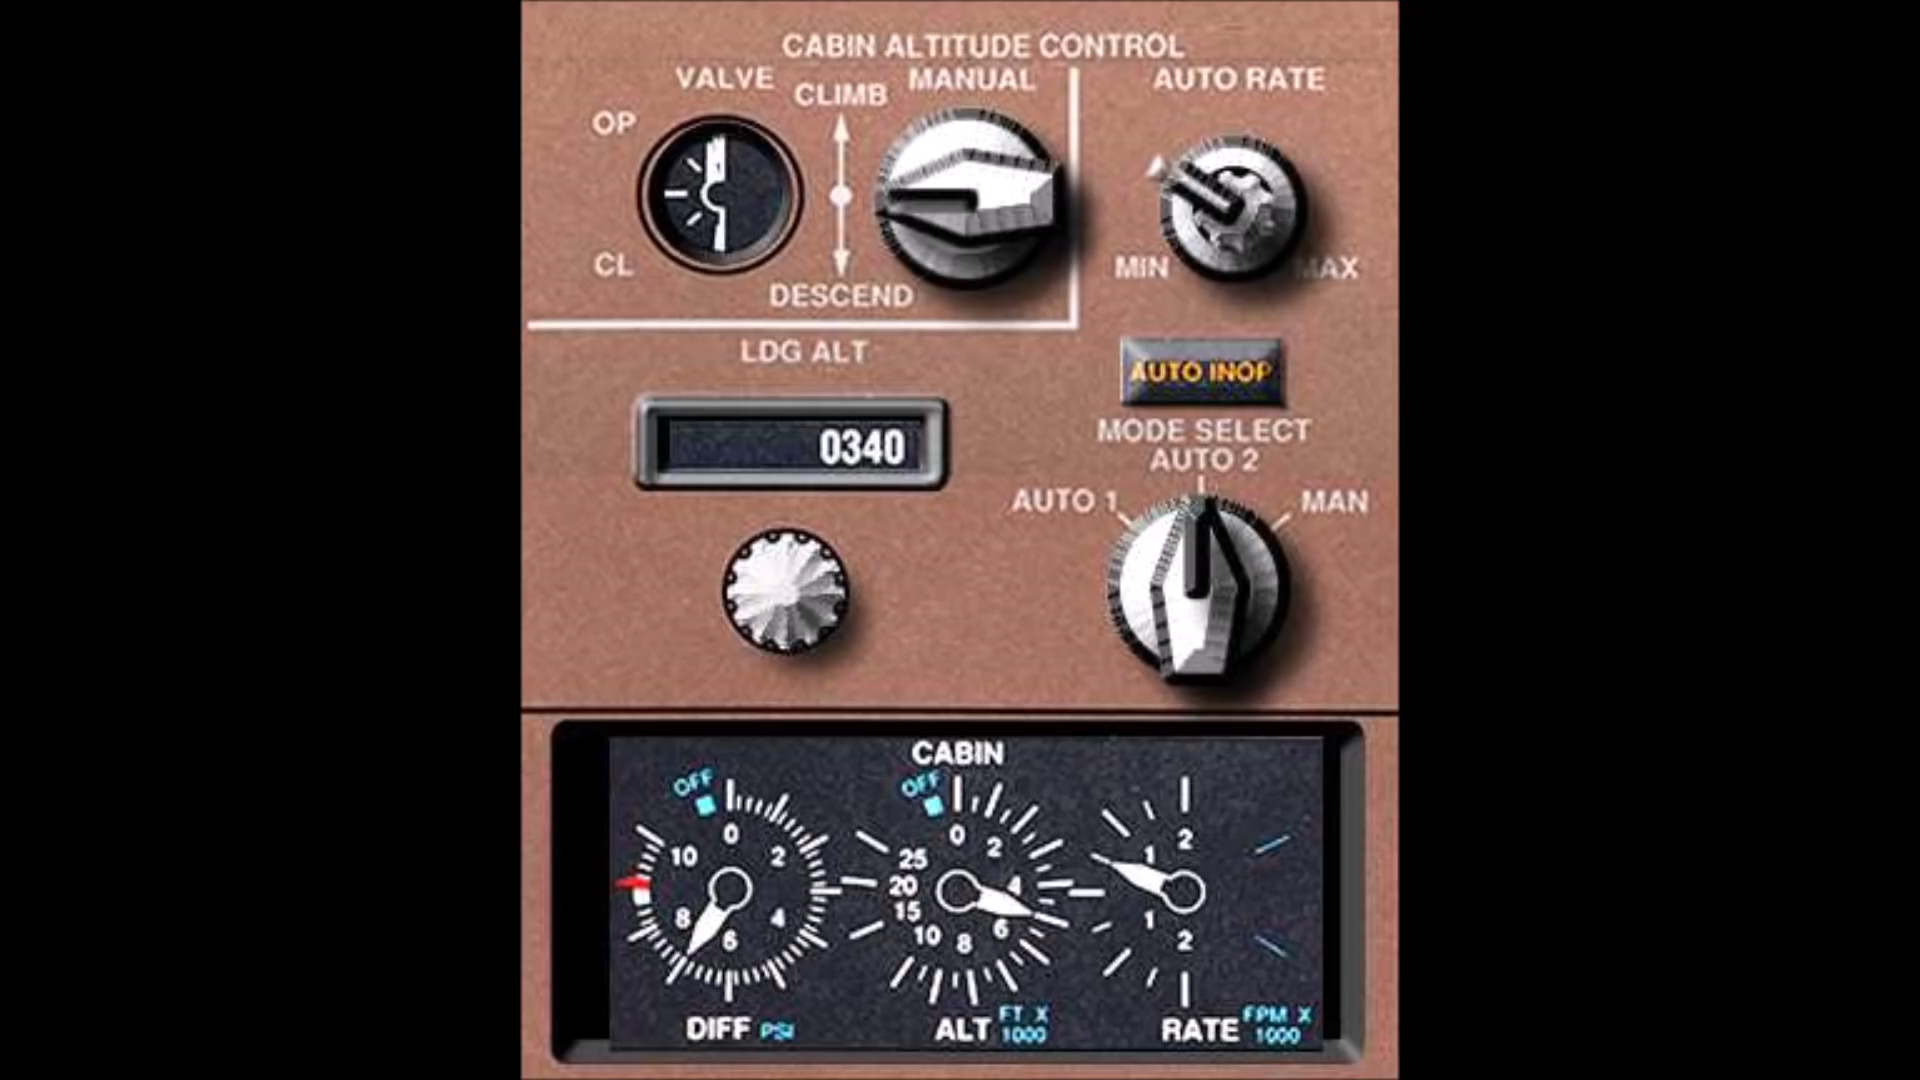 CABIN ALTITUDE CONTROL
VALVE
MANUAL
AUTO RATE
CLIMB
OP
CL
DESCEND
MIN
MAX
LDG ALT
AUTO INOP
0340
MODE SELECT
AUTO 2
AUTO 1
MAN
CABIN
OFF
0
2
4
6
8
10
DIFF PSI
OFF
0
2
4
6
8
10
15
20
25
ALT FT X
1000
2
1
1
2
RATE FPM X
1000